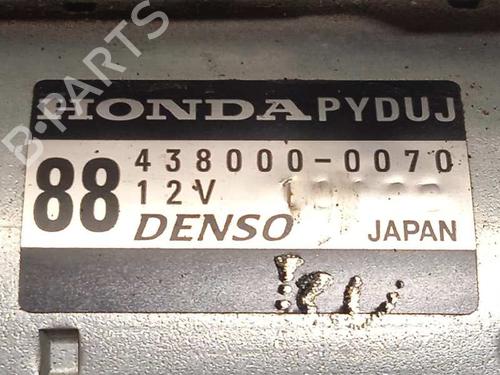 B-PARTS
HONDA PYDUJ
88 438000-0070
12V
DENSO JAPAN